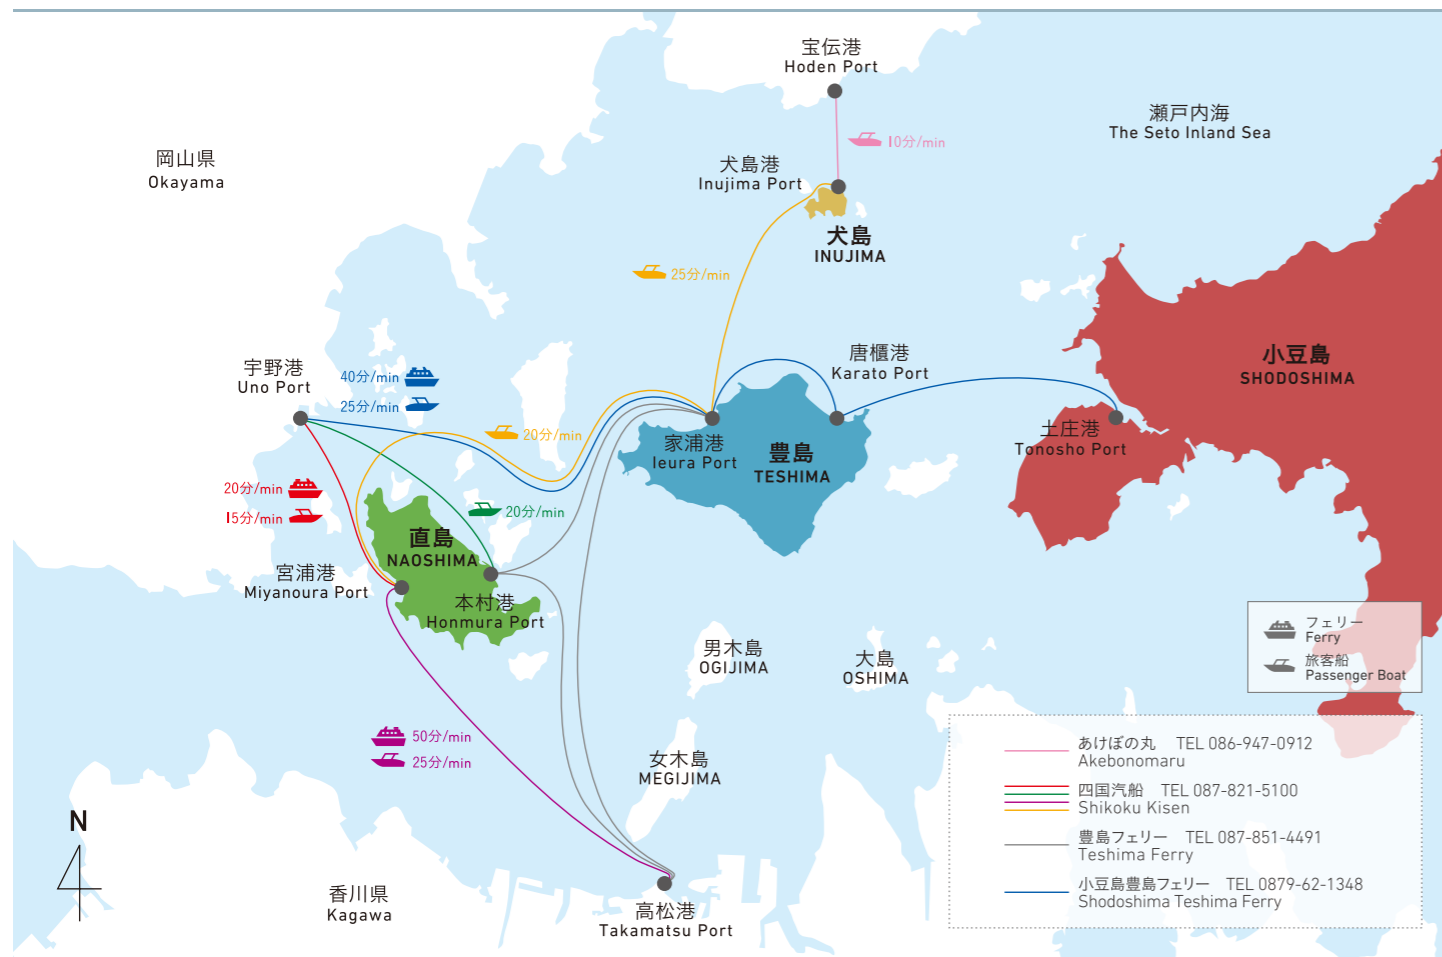 宝伝港
Hoden Port
瀬戸内海
The Seto Inland Sea
10分/min
岡山県
Okayama
犬島港
Inujima Port
犬島
INUJIMA
25分/min
宇野港
Uno Port
40分/min
25分/min
唐櫃港
Karato Port
小豆島
SHODOSHIMA
20分/min
家浦港
Ieura Port
豊島
TESHIMA
土庄港
Tonosho Port
20分/min
15分/min
20分/min
直島
NAOSHIMA
宮浦港
Miyanoura Port
本村港
Honmura Port
男木島
OGIJIMA
大島
OSHIMA
フェリー
Ferry
旅客船
Passenger Boat
50分/min
25分/min
女木島
MEGIJIMA
あけぼの丸 TEL 086-947-0912
Akebonomaru
四国汽船 TEL 087-821-5100
Shikoku Kisen
豊島フェリー TEL 087-851-4491
Teshima Ferry
小豆島豊島フェリー TEL 0879-62-1348
Shodoshima Teshima Ferry
N
香川県
Kagawa
高松港
Takamatsu Port